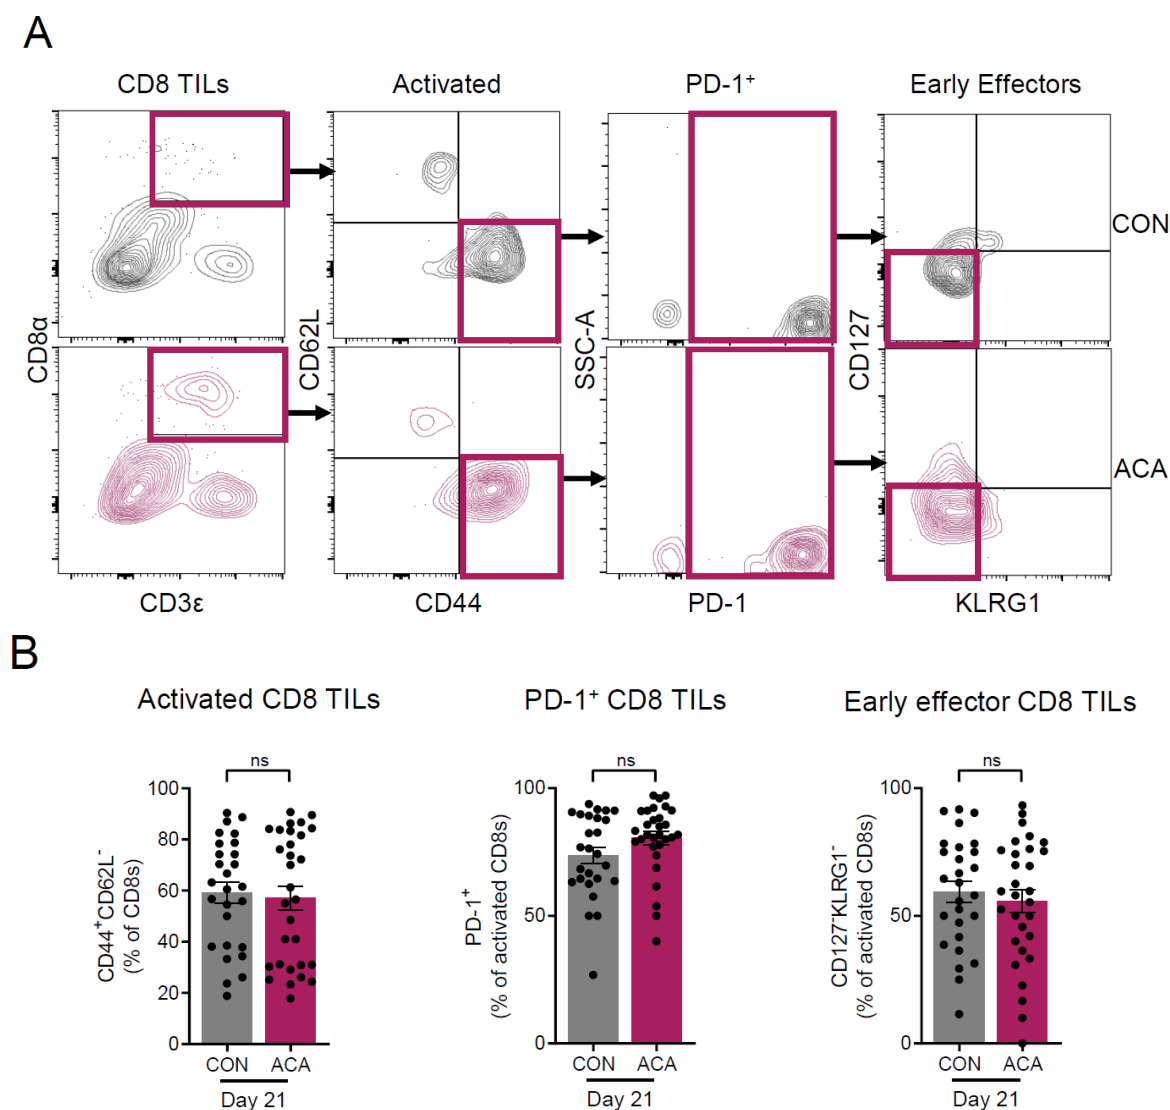 A
CD8 TILs
Activated
PD-1⁺
Early Effectors
CD8α
CD62L
SSC-A
CD127
CON
ACA
CD3ε
CD44
PD-1
KLRG1
B
Activated CD8 TILs
PD-1⁺ CD8 TILs
Early effector CD8 TILs
CD44⁺CD62L⁻
(% of CD8s)
100
80
60
40
20
0
ns
CON
ACA
Day 21
PD-1⁺
(% of activated CD8s)
100
50
0
ns
CON
ACA
Day 21
CD127⁻KLRG1⁻
(% of activated CD8s)
100
50
0
ns
CON
ACA
Day 21